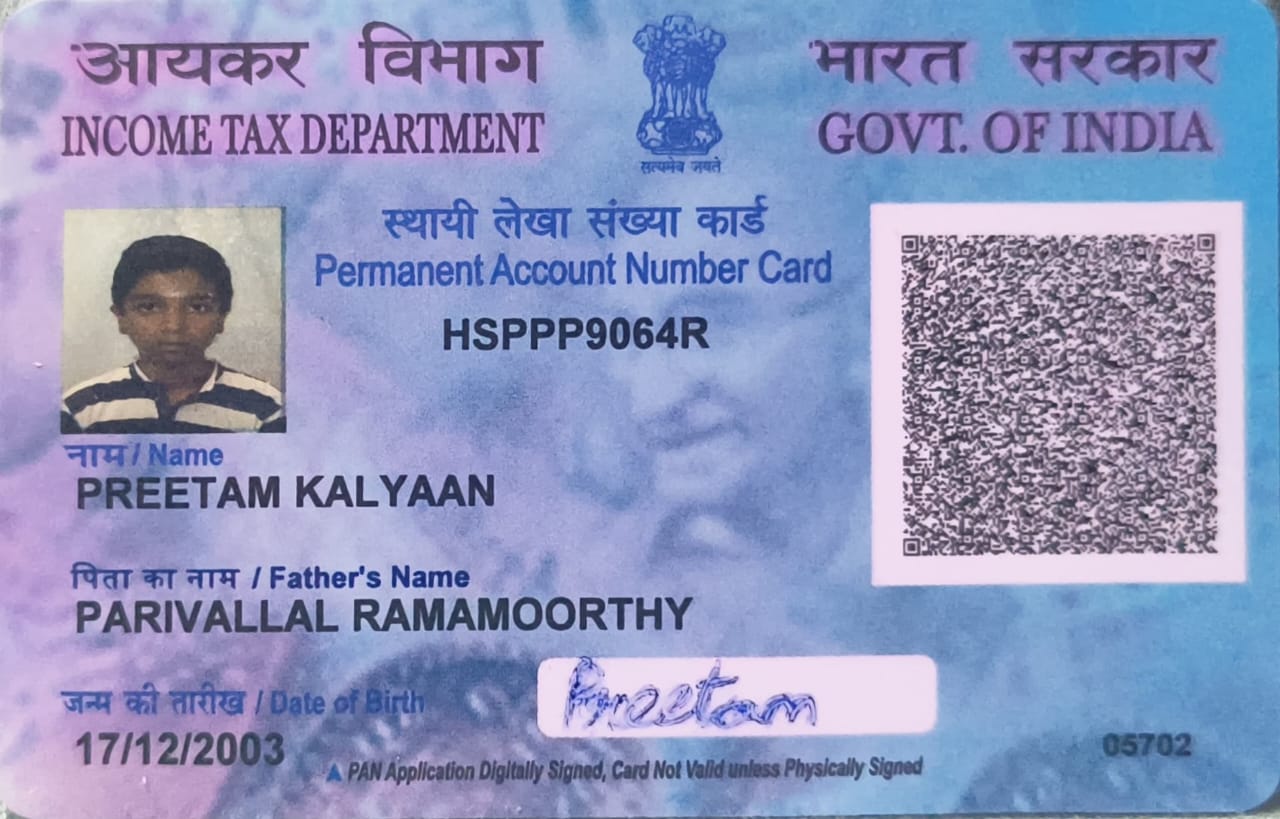 आयकर विभाग
INCOME TAX DEPARTMENT
भारत सरकार
GOVT. OF INDIA
सत्यमेव जयते
स्थायी लेखा संख्या कार्ड
Permanent Account Number Card
HSPPP9064R
नाम / Name
PREETAM KALYAAN
पिता का नाम / Father's Name
PARIVALLAL RAMAMOORTHY
जन्म की तारीख / Date of Birth
17/12/2003
Preetam
PAN Application Digitally Signed, Card Not Valid unless Physically Signed
05702